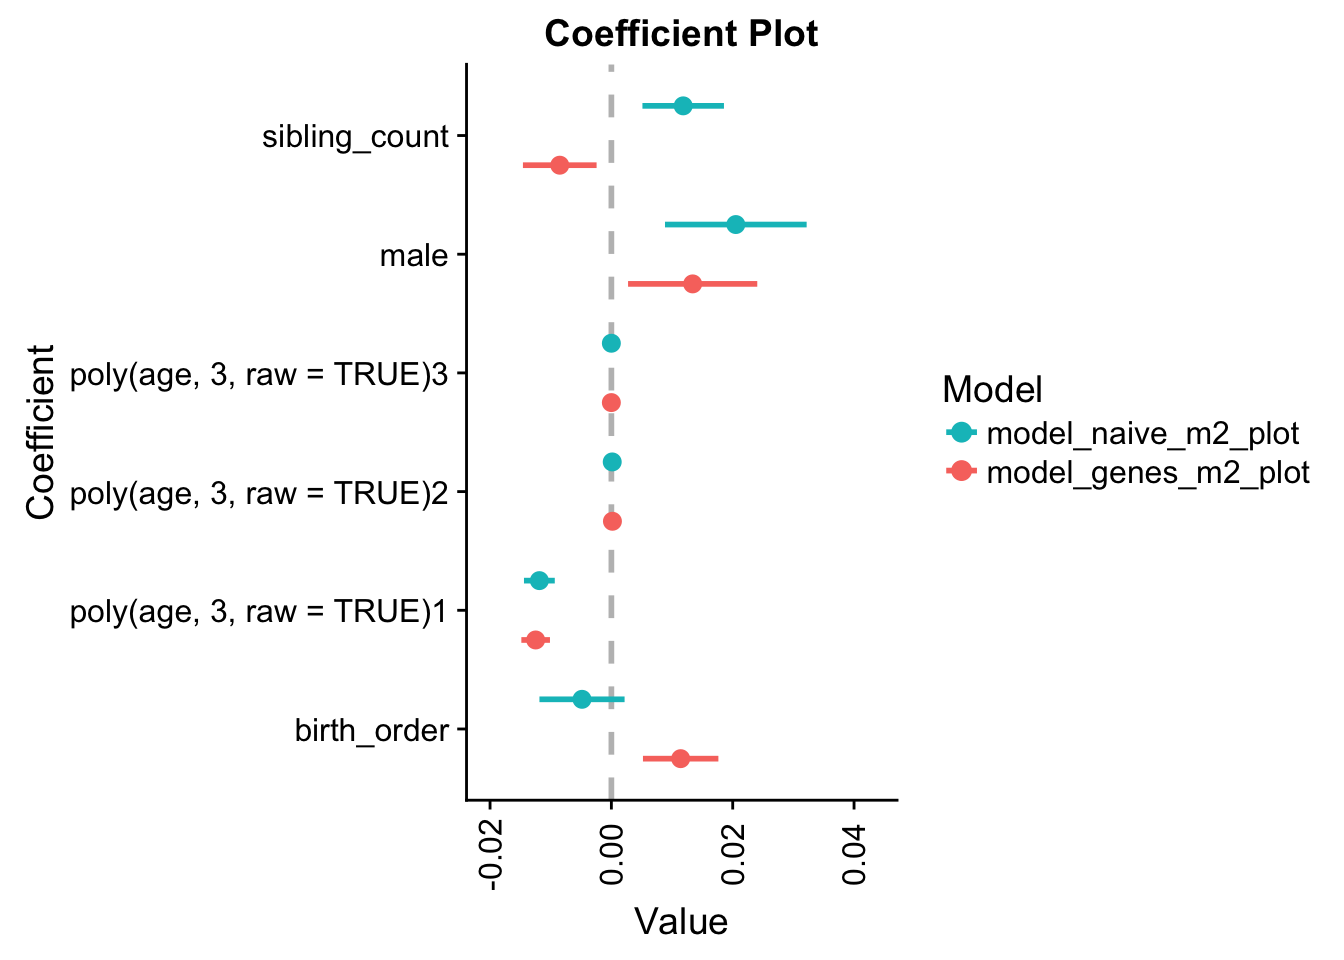 Coefficient Plot
Coefficient
sibling_count
male
poly(age, 3, raw = TRUE)3
poly(age, 3, raw = TRUE)2
poly(age, 3, raw = TRUE)1
birth_order
-0.02
0.00
0.02
0.04
Value
Model
model_naive_m2_plot
model_genes_m2_plot